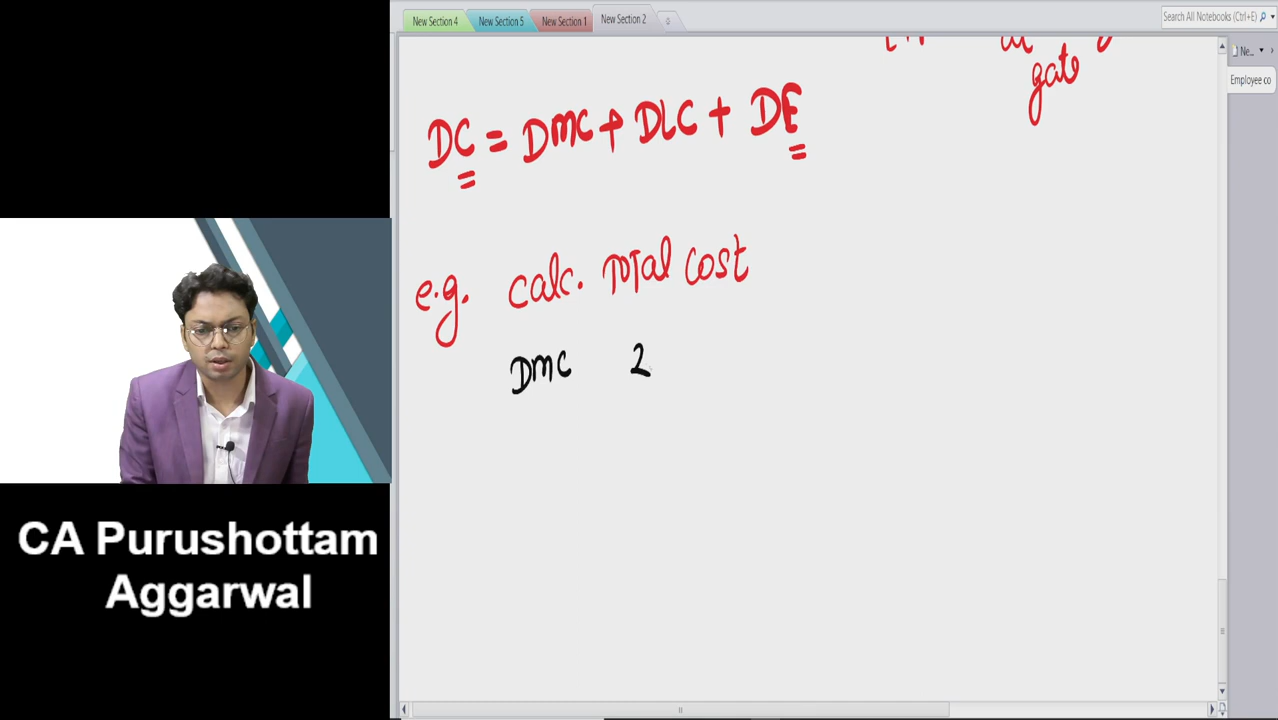 New Section 4 New Section 5 New Section 1 New Section 2
Search All Notebooks (Ctrl+E)
Ne...
Employee co
gate
DC = DMC + DLC + DE
e.g. calc. Total cost
DMC 2
CA Purushottam
Aggarwal